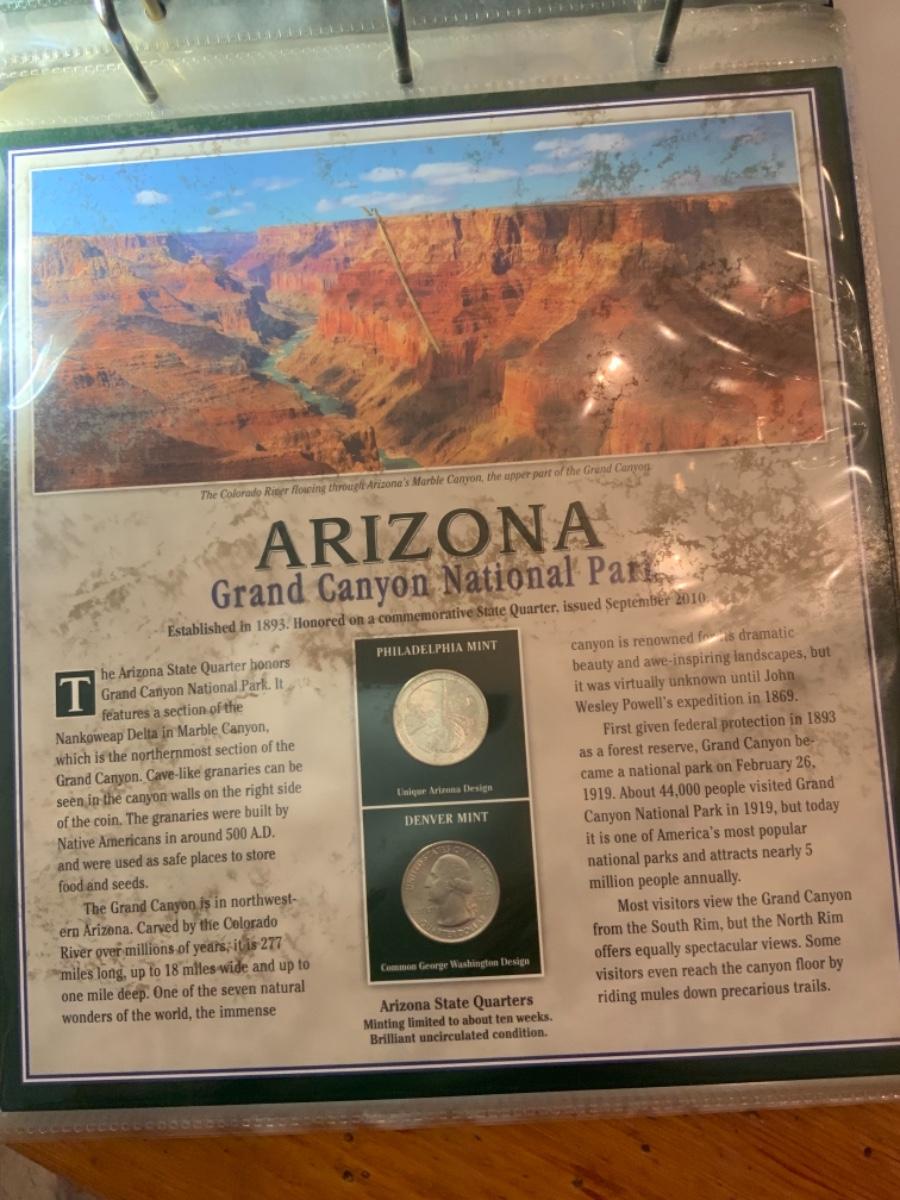 The Colorado River flowing through Arizona's Marble Canyon, the upper part of the Grand Canyon.
ARIZONA
Grand Canyon National Park
Established in 1893. Honored on a commemorative State Quarter, issued September 2010.
The Arizona State Quarter honors
Grand Canyon National Park. It
features a section of the
Nankoweap Delta in Marble Canyon,
which is the northernmost section of the
Grand Canyon. Cave-like granaries can be
seen in the canyon walls on the right side
of the coin. The granaries were built by
Native Americans in around 500 A.D.
and were used as safe places to store
food and seeds.
The Grand Canyon is in northwest-
ern Arizona. Carved by the Colorado
River over millions of years, it is 277
miles long, up to 18 miles wide and up to
one mile deep. One of the seven natural
wonders of the world, the immense
PHILADELPHIA MINT
Unique Arizona Design
DENVER MINT
Common George Washington Design
Arizona State Quarters
Minting limited to about ten weeks.
Brilliant uncirculated condition.
canyon is renowned for its dramatic
beauty and awe-inspiring landscapes, but
it was virtually unknown until John
Wesley Powell's expedition in 1869.
First given federal protection in 1893
as a forest reserve, Grand Canyon be-
came a national park on February 26,
1919. About 44,000 people visited Grand
Canyon National Park in 1919, but today
it is one of America's most popular
national parks and attracts nearly 5
million people annually.
Most visitors view the Grand Canyon
from the South Rim, but the North Rim
offers equally spectacular views. Some
visitors even reach the canyon floor by
riding mules down precarious trails.